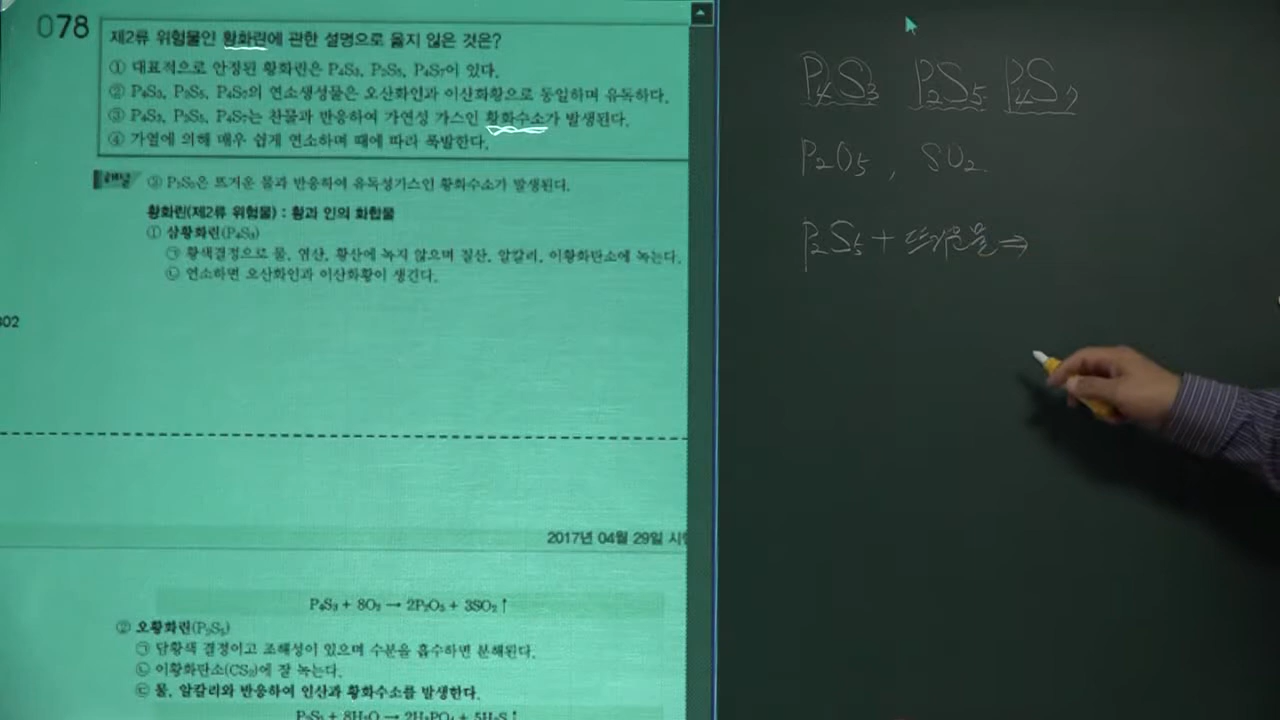 078
제2류 위험물인 황화린에 관한 설명으로 옳지 않은 것은?
① 대표적으로 안정된 황화린은 P₄S₃, P₂S₅, P₄S₇이 있다.
② P₄S₃, P₂S₅, P₄S₇의 연소생성물은 오산화인과 이산화황으로 동일하며 유독하다.
③ P₄S₃, P₂S₅, P₄S₇는 찬물과 반응하여 가연성 가스인 황화수소가 발생된다.
④ 가열에 의해 매우 쉽게 연소하며 때에 따라 폭발한다.
해설 ③ P₂S₅은 뜨거운 물과 반응하여 유독성가스인 황화수소가 발생된다.
황화린(제2류 위험물) : 황과 인의 화합물
① 삼황화린(P₄S₃)
㉠ 황색결정으로 물, 염산, 황산에 녹지 않으며 질산, 알칼리, 이황화탄소에 녹는다.
㉡ 연소하면 오산화인과 이산화황이 생긴다.
302
2017년 04월 29일 시행
P₄S₃ + 8O₂ → 2P₂O₅ + 3SO₂↑
② 오황화린(P₂S₅)
㉠ 담황색 결정이고 조해성이 있으며 수분을 흡수하면 분해된다.
㉡ 이황화탄소(CS₂)에 잘 녹는다.
㉢ 물, 알칼리와 반응하여 인산과 황화수소를 발생한다.
P₂S₅ + 8H₂O → 2H₃PO₄ + 5H₂S↑
P₄S₃ P₂S₅ P₄S₇
P₂O₅ , SO₂.
P₂S₅ + 뜨거운물 ⇒